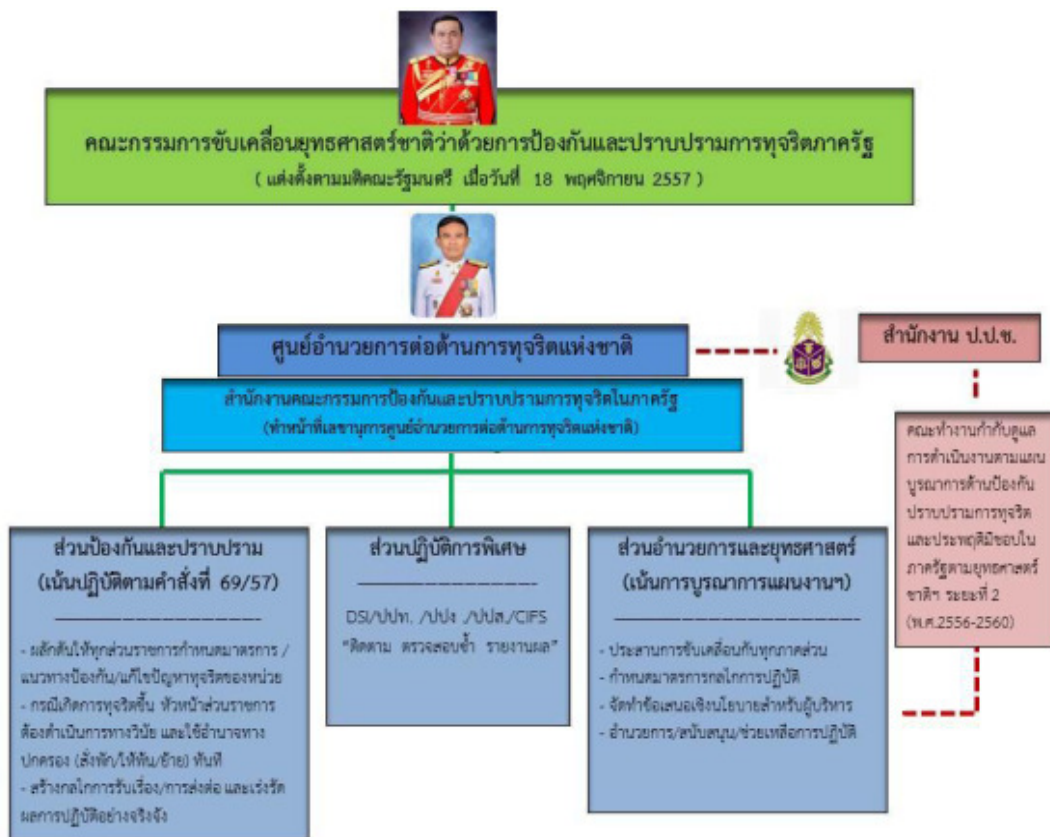 คณะกรรมการขับเคลื่อนยุทธศาสตร์ชาติว่าด้วยการป้องกันและปราบปรามการทุจริตภาครัฐ
( แต่งตั้งตามมติคณะรัฐมนตรี เมื่อวันที่ 18 พฤศจิกายน 2557 )
ศูนย์อำนวยการต่อต้านการทุจริตแห่งชาติ
สำนักงาน ป.ป.ช.
สำนักงานคณะกรรมการป้องกันและปราบปรามการทุจริตในภาครัฐ
(ทำหน้าที่เลขานุการศูนย์อำนวยการต่อต้านการทุจริตแห่งชาติ)
คณะทำงานกำกับดูแล
การดำเนินงานตามแผน
บูรณาการด้านป้องกัน
ปราบปรามการทุจริต
และประพฤติมิชอบใน
ภาครัฐตามยุทธศาสตร์
ชาติฯ ระยะที่ 2
(พ.ศ.2556-2560)
ส่วนป้องกันและปราบปราม
(เน้นปฏิบัติตามคำสั่งที่ 69/57)
- ผลักดันให้ทุกส่วนราชการกำหนดมาตรการ /
แนวทางป้องกัน/แก้ไขปัญหาทุจริตของหน่วย
- กรณีเกิดการทุจริตขึ้น หัวหน้าส่วนราชการ
ต้องดำเนินการทางวินัย และใช้อำนาจทาง
ปกครอง (สั่งพัก/ให้พ้น/ย้าย) ทันที
- สร้างกลไกการรับเรื่อง/การส่งต่อ และเร่งรัด
ผลการปฏิบัติอย่างจริงจัง
ส่วนปฏิบัติการพิเศษ
DSI/ปปท. /ปปง ./ปปส./CIFS
"ติดตาม ตรวจสอบซ้ำ รายงานผล"
ส่วนอำนวยการและยุทธศาสตร์
(เน้นการบูรณาการแผนงานฯ)
- ประสานการขับเคลื่อนกับทุกภาคส่วน
- กำหนดมาตรการกลไกการปฏิบัติ
- จัดทำข้อเสนอเชิงนโยบายสำหรับผู้บริหาร
- อำนวยการ/สนับสนุน/ช่วยเหลือการปฏิบัติ